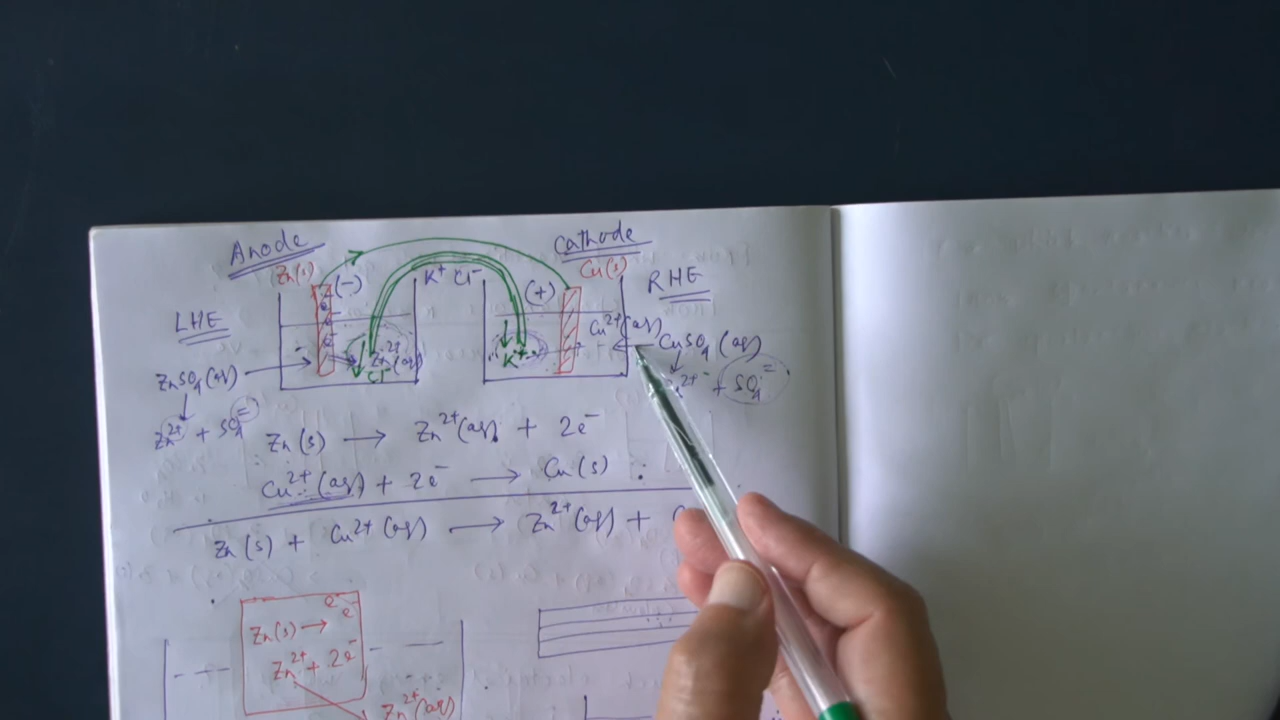 Anode
Cathode
Zn(s)
(-)
K⁺ Cl⁻
(+)
Cu(s)
RHE
LHE
e⁻
e⁻
e⁻
Zn²⁺(aq)
Cl⁻
K⁺
Cu²⁺(aq)
CuSO₄(aq)
+ SO₄⁼
ZnSO₄(aq)
Zn²⁺ + SO₄⁼
Zn(s) → Zn²⁺(aq) + 2e⁻
Cu²⁺(aq) + 2e⁻ → Cu(s)
Zn(s) + Cu²⁺(aq) → Zn²⁺(aq) +
e⁻
e⁻
Zn(s) →
Zn²⁺ + 2e⁻
Zn²⁺(aq)